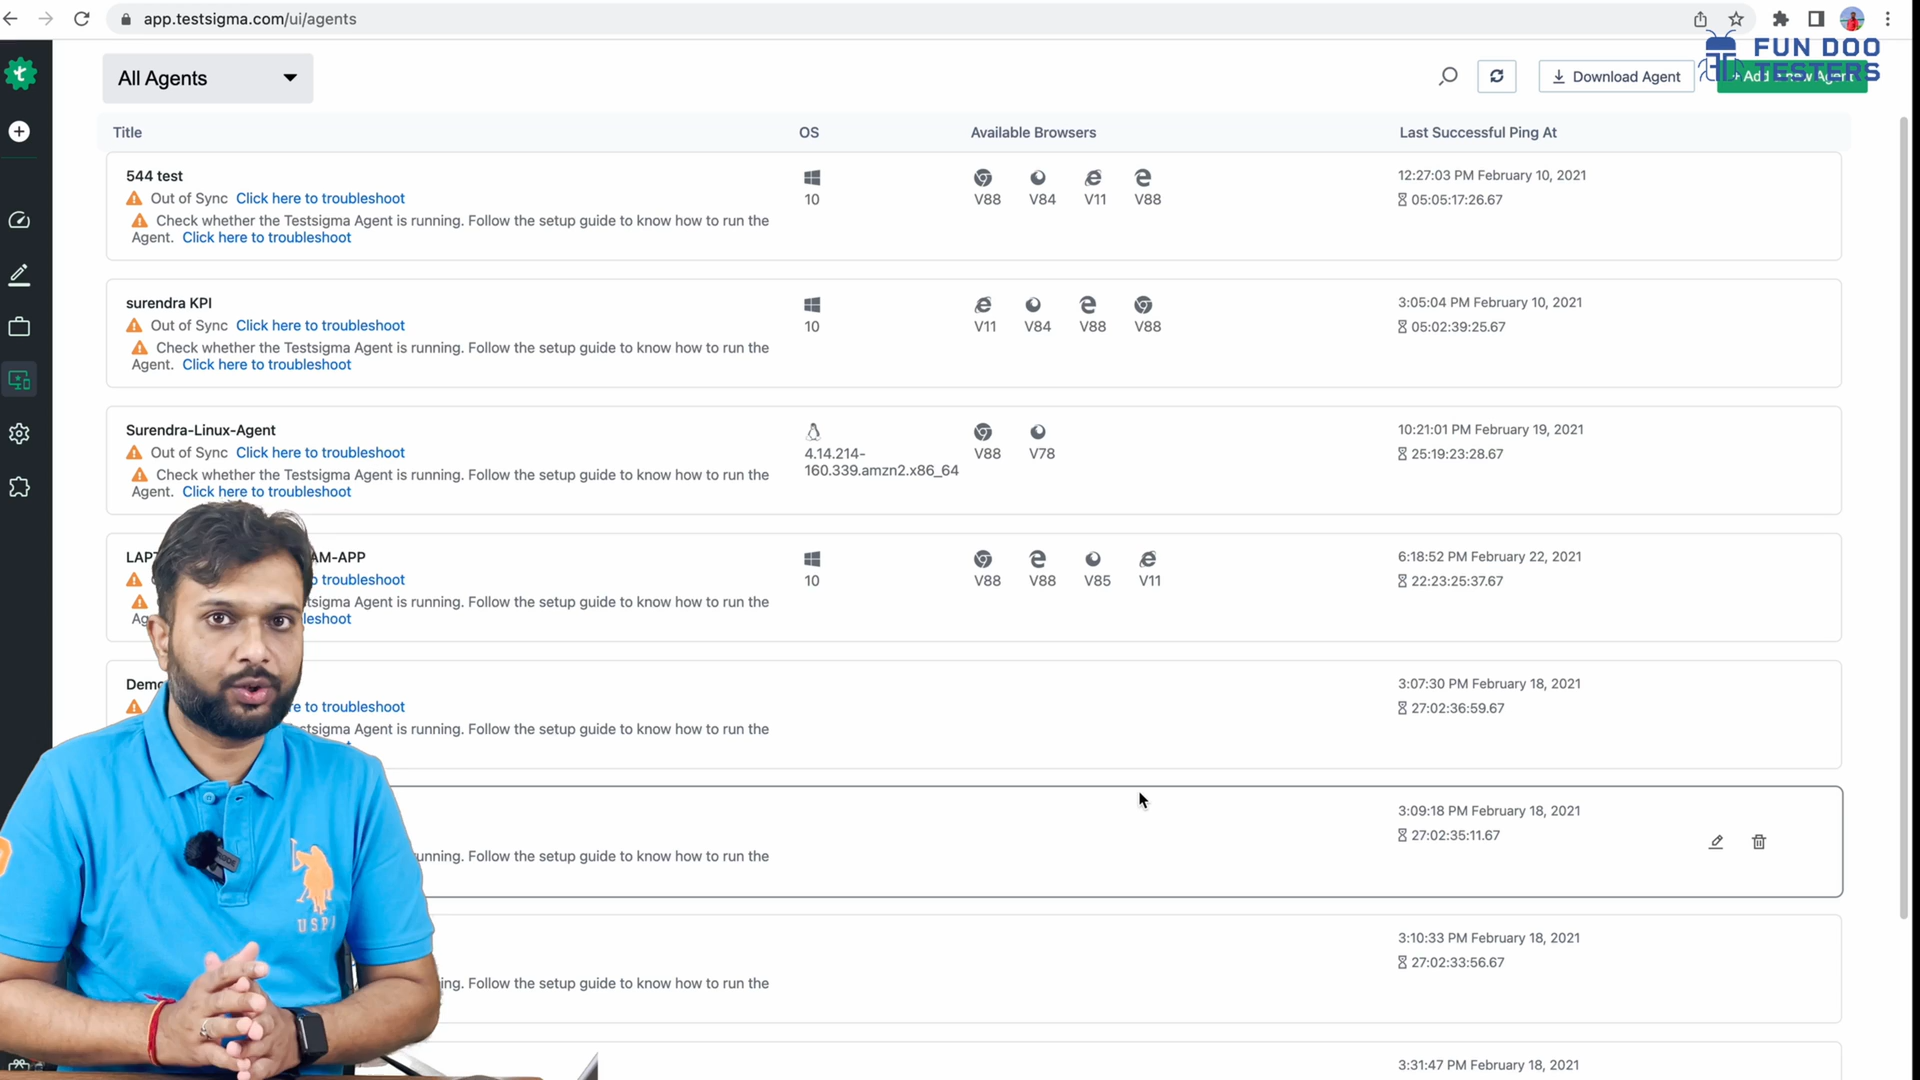 app.testsigma.com/ui/agents
FUN DOO
TESTERS
All Agents
Download Agent
Title
OS
Available Browsers
Last Successful Ping At
544 test
Out of Sync Click here to troubleshoot
Check whether the Testsigma Agent is running. Follow the setup guide to know how to run the
Agent. Click here to troubleshoot
10
V88
V84
V11
V88
12:27:03 PM February 10, 2021
05:05:17:26.67
surendra KPI
Out of Sync Click here to troubleshoot
Check whether the Testsigma Agent is running. Follow the setup guide to know how to run the
Agent. Click here to troubleshoot
10
V11
V84
V88
V88
3:05:04 PM February 10, 2021
05:02:39:25.67
Surendra-Linux-Agent
Out of Sync Click here to troubleshoot
Check whether the Testsigma Agent is running. Follow the setup guide to know how to run the
Agent. Click here to troubleshoot
4.14.214-
160.339.amzn2.x86_64
V88
V78
10:21:01 PM February 19, 2021
25:19:23:28.67
AM-APP
to troubleshoot
Agent is running. Follow the setup guide to know how to run the
10
V88
V88
V85
V11
6:18:52 PM February 22, 2021
22:23:25:37.67
to troubleshoot
Agent is running. Follow the setup guide to know how to run the
3:07:30 PM February 18, 2021
27:02:36:59.67
Follow the setup guide to know how to run the
3:09:18 PM February 18, 2021
27:02:35:11.67
Follow the setup guide to know how to run the
3:10:33 PM February 18, 2021
27:02:33:56.67
3:31:47 PM February 18, 2021